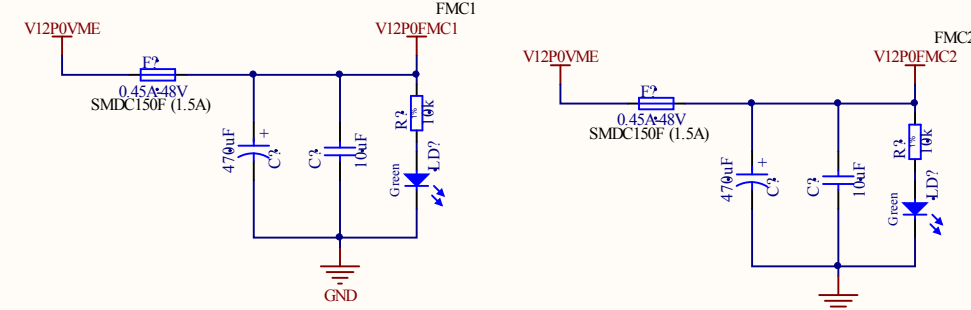 FMC1
V12P0VME
V12P0FMC1
F?
0.45A-48V
SMDC150F (1.5A)
470uF
+
C?
C?
10uF
R?
1%
10k
Green
LD?
GND
FMC2
V12P0VME
V12P0FMC2
F?
0.45A-48V
SMDC150F (1.5A)
470uF
+
C?
C?
10uF
R?
1%
10k
Green
LD?